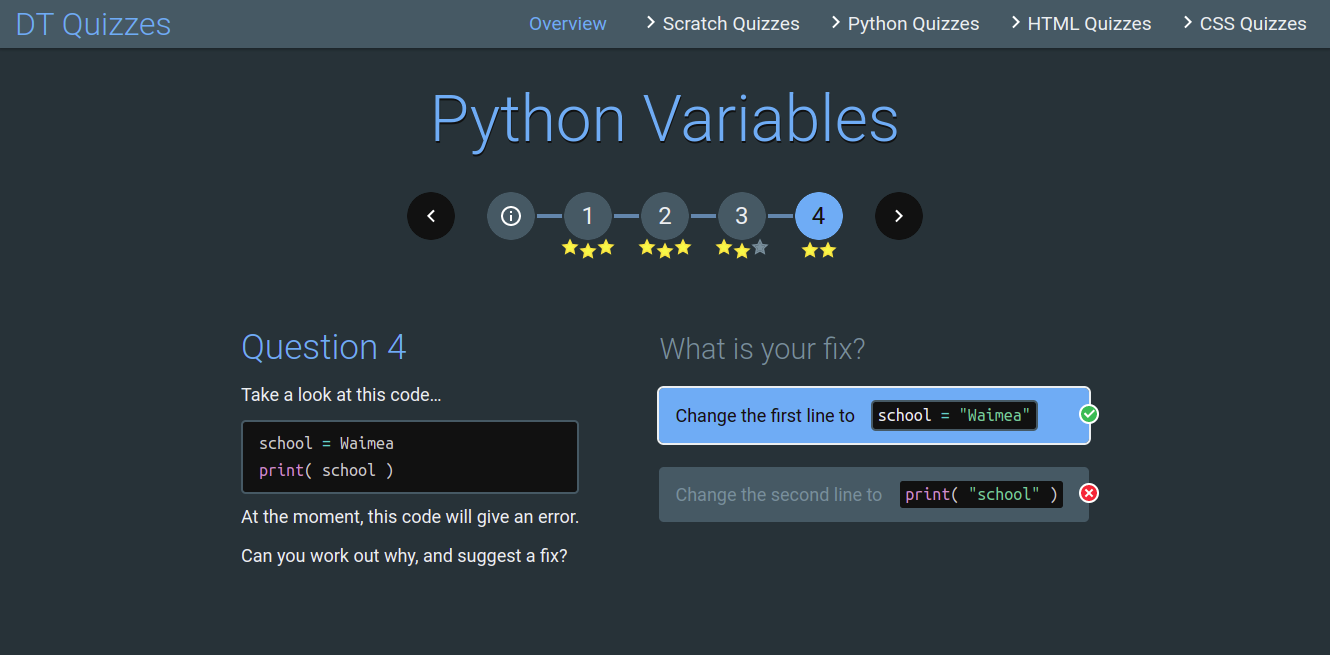 DT Quizzes
Overview
Scratch Quizzes
Python Quizzes
HTML Quizzes
CSS Quizzes
Python Variables
1
2
3
4
Question 4
Take a look at this code...
school = Waimea
print( school )
At the moment, this code will give an error.
Can you work out why, and suggest a fix?
What is your fix?
Change the first line to school = "Waimea"
Change the second line to print( "school" )